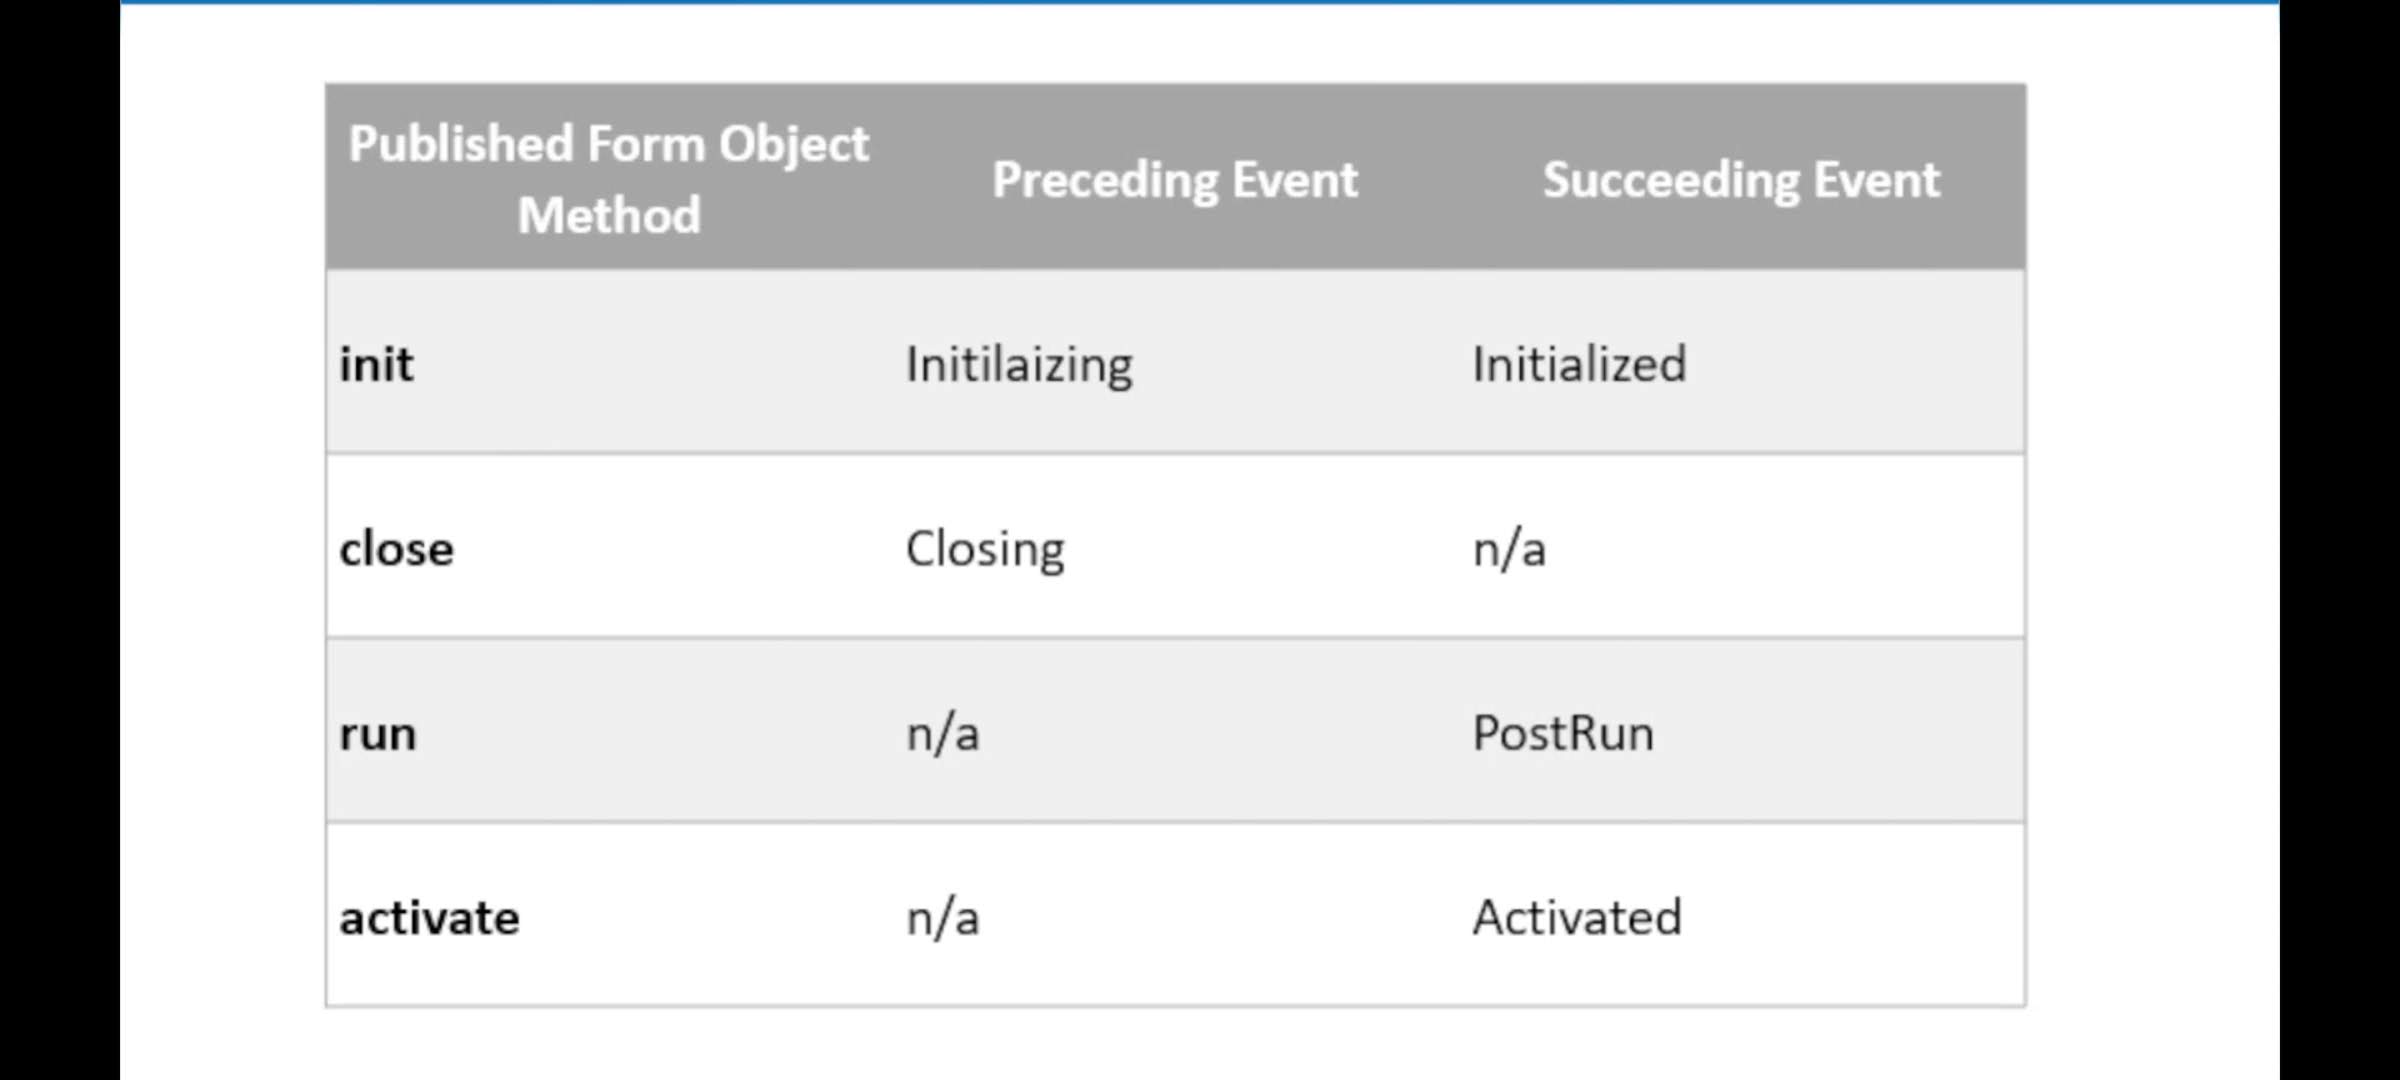 Published Form Object
Method
Preceding Event
Succeeding Event
init
Initilaizing
Initialized
close
Closing
n/a
run
n/a
PostRun
activate
n/a
Activated